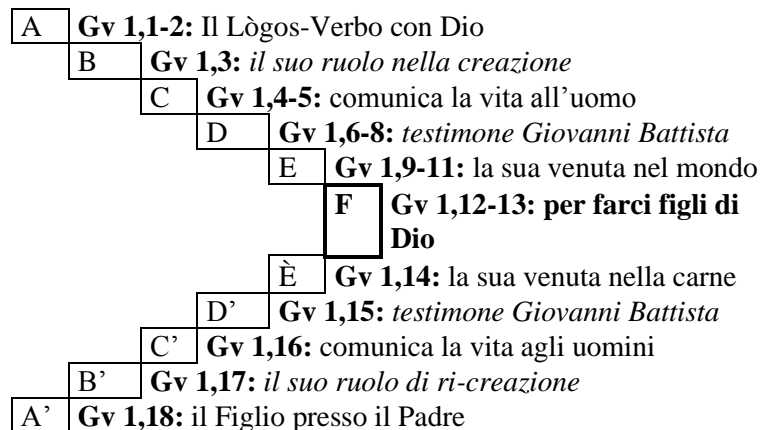 A Gv 1,1-2: Il Lògos-Verbo con Dio
B Gv 1,3: il suo ruolo nella creazione
C Gv 1,4-5: comunica la vita all’uomo
D Gv 1,6-8: testimone Giovanni Battista
E Gv 1,9-11: la sua venuta nel mondo
F Gv 1,12-13: per farci figli di
Dio
È Gv 1,14: la sua venuta nella carne
D’ Gv 1,15: testimone Giovanni Battista
C’ Gv 1,16: comunica la vita agli uomini
B’ Gv 1,17: il suo ruolo di ri-creazione
A’ Gv 1,18: il Figlio presso il Padre